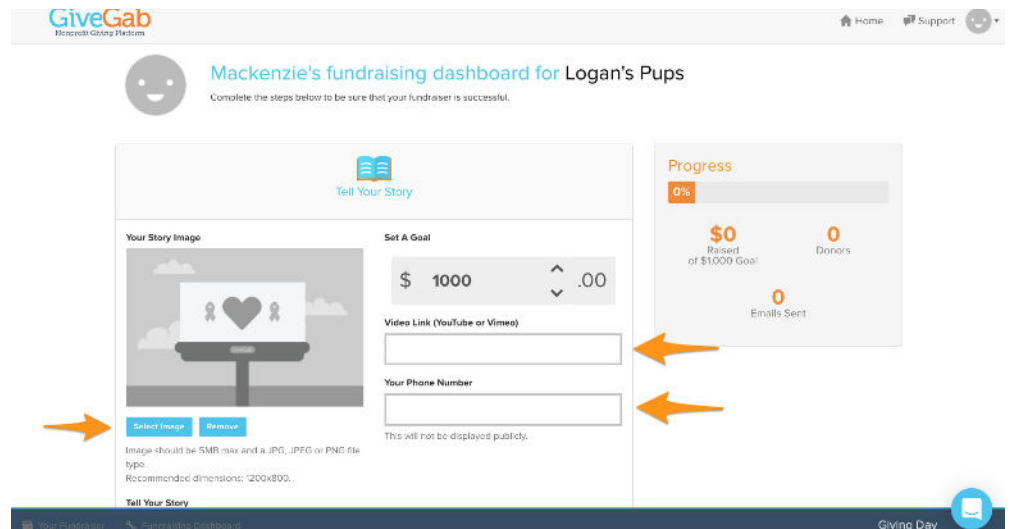 GiveGab
Nonprofit Giving Platform
Home
Support
Mackenzie's fundraising dashboard for Logan's Pups
Complete the steps below to be sure that your fundraiser is successful.
Tell Your Story
Progress
0%
$0
Raised
of $1,000 Goal
0
Donors
0
Emails Sent
Your Story Image
GiveGab
Select Image
Remove
Image should be 5MB max and a JPG, JPEG or PNG file
type.
Recommended dimensions: 1200x800.
Set A Goal
$ 1000 .00
Video Link (YouTube or Vimeo)
Your Phone Number
This will not be displayed publicly.
Tell Your Story
Your Fundraiser
Fundraising Dashboard
Giving Day